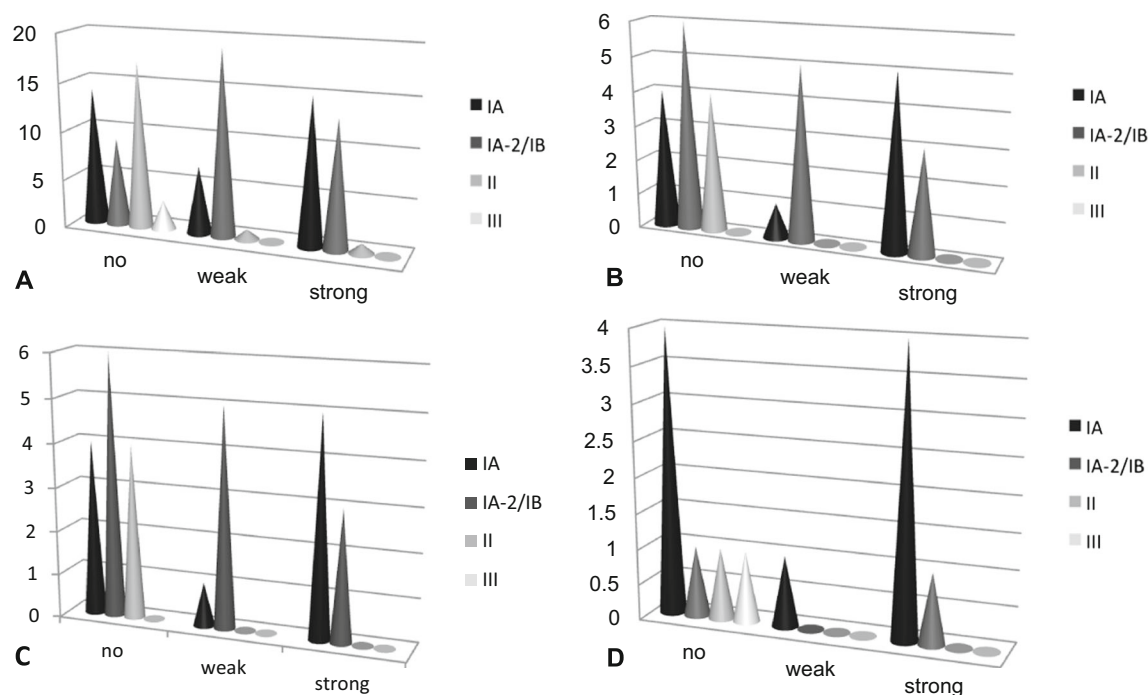 20
15
10
5
0
no
weak
strong
IA
IA-2/IB
II
III
A
6
5
4
3
2
1
0
no
weak
strong
IA
IA-2/IB
II
III
B
6
5
4
3
2
1
0
no
weak
strong
IA
IA-2/IB
II
III
C
4
3.5
3
2.5
2
1.5
1
0.5
0
no
weak
strong
IA
IA-2/IB
II
III
D